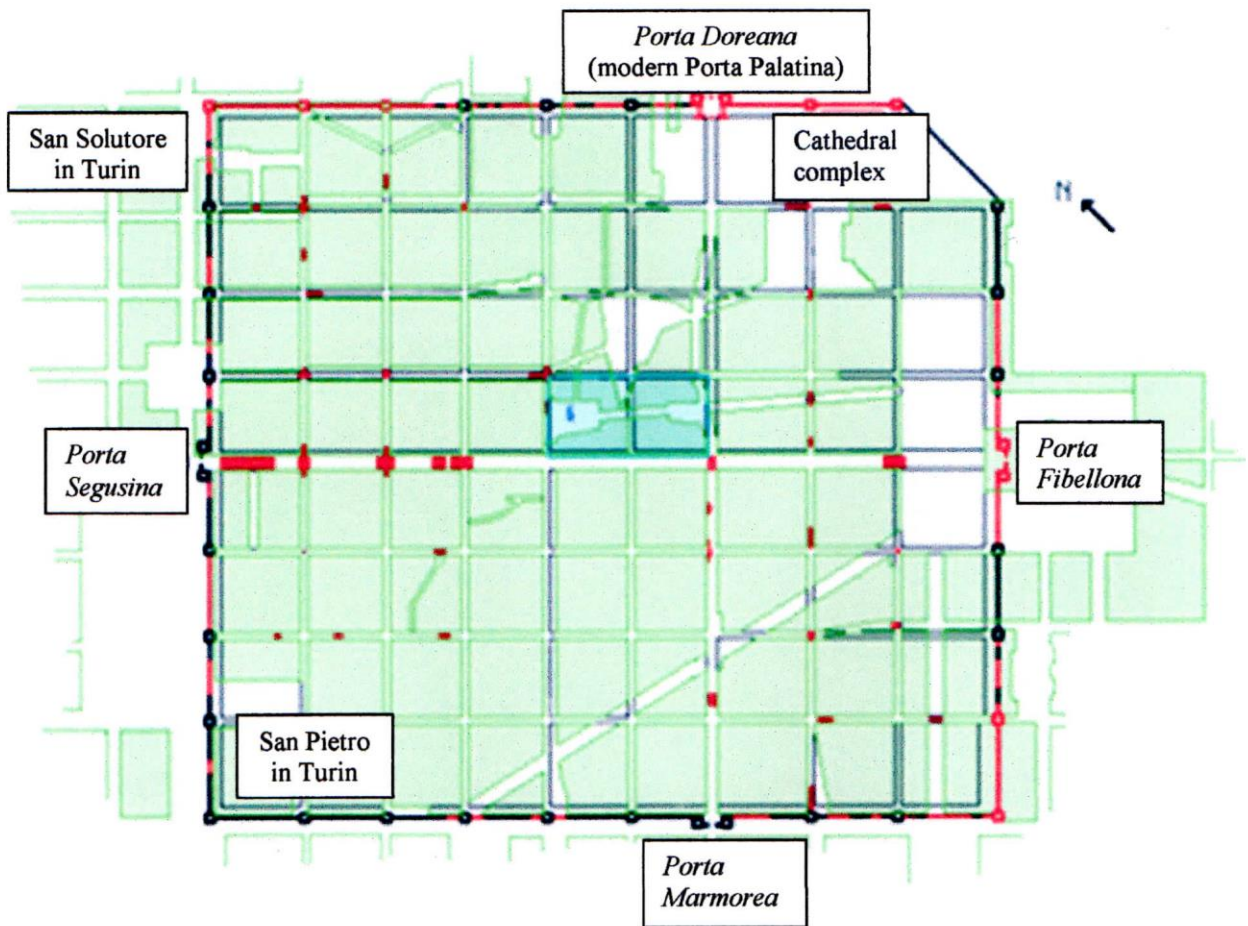 Porta Doreana
(modern Porta Palatina)
San Solutore
in Turin
Cathedral
complex
N
Porta
Segusina
Porta
Fibellona
San Pietro
in Turin
Porta
Marmorea